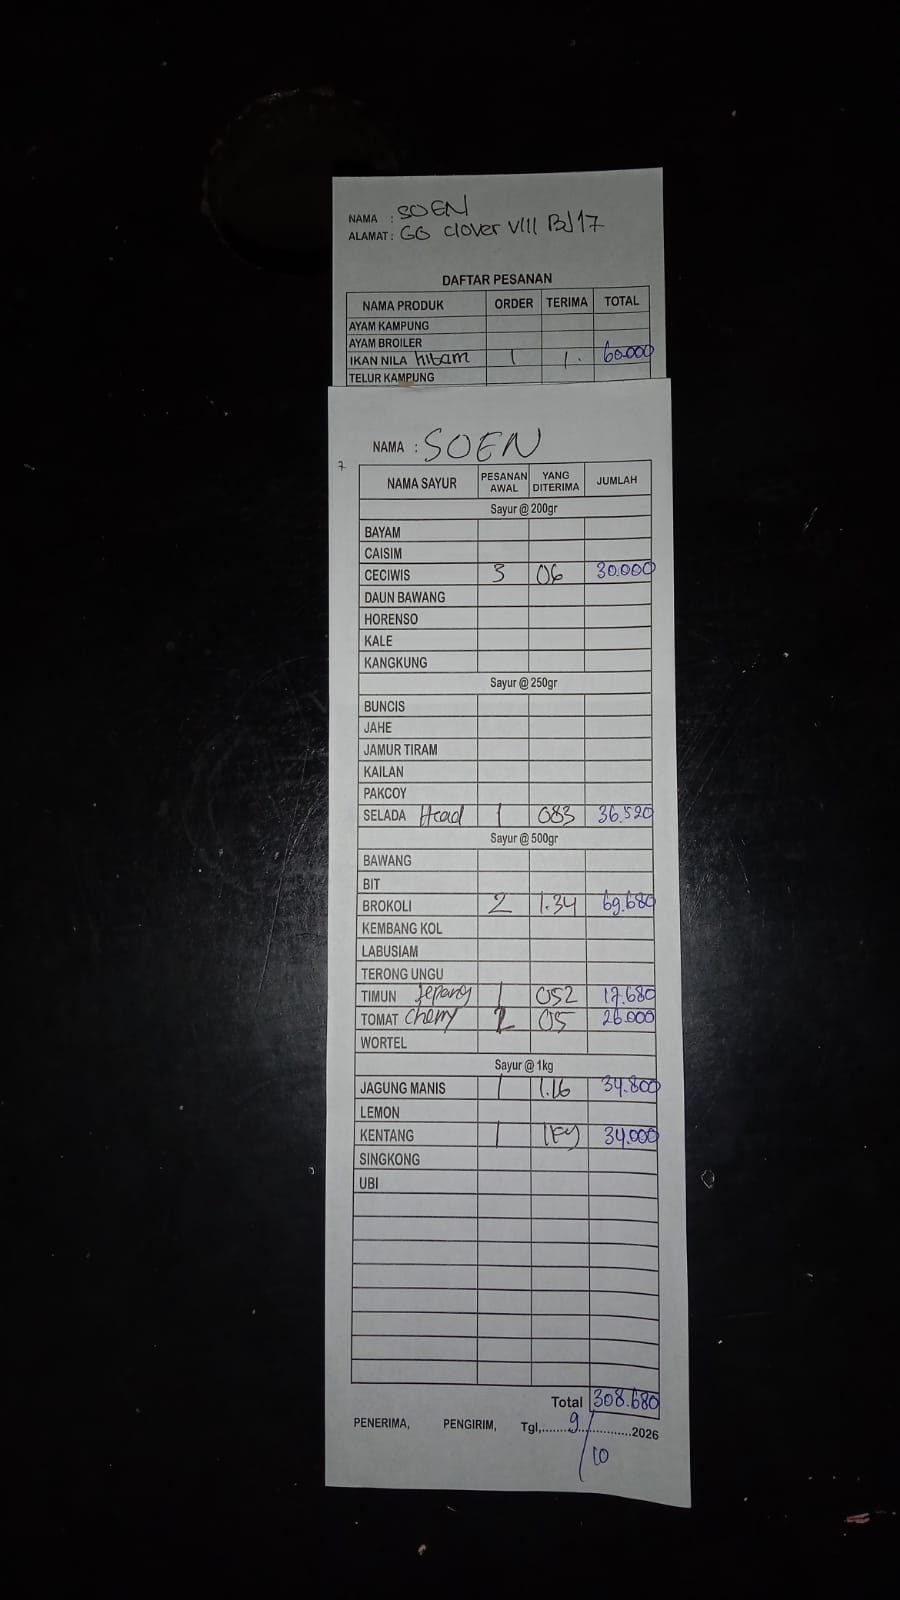 NAMA : SOEN
ALAMAT : GG clover VIII BJ17
DAFTAR PESANAN
NAMA PRODUK ORDER TERIMA TOTAL
AYAM KAMPUNG
AYAM BROILER
IKAN NILA hitam 1 1. 60.000
TELUR KAMPUNG
NAMA : SOEN
7
NAMA SAYUR PESANAN AWAL YANG DITERIMA JUMLAH
Sayur @ 200gr
BAYAM
CAISIM
CECIWIS 3 06 30.000
DAUN BAWANG
HORENSO
KALE
KANGKUNG
Sayur @ 250gr
BUNCIS
JAHE
JAMUR TIRAM
KAILAN
PAKCOY
SELADA Head 1 083 36.520
Sayur @ 500gr
BAWANG
BIT
BROKOLI 2 1.34 69.680
KEMBANG KOL
LABUSIAM
TERONG UNGU
TIMUN Jepang 1 052 17.680
TOMAT Cherry 2 05 26.000
WORTEL
Sayur @ 1kg
JAGUNG MANIS 1 1.16 34.800
LEMON
KENTANG 1 1Kg 34.000
SINGKONG
UBI
Total 308.680
PENERIMA, PENGIRIM, Tgl,......9/10............2026